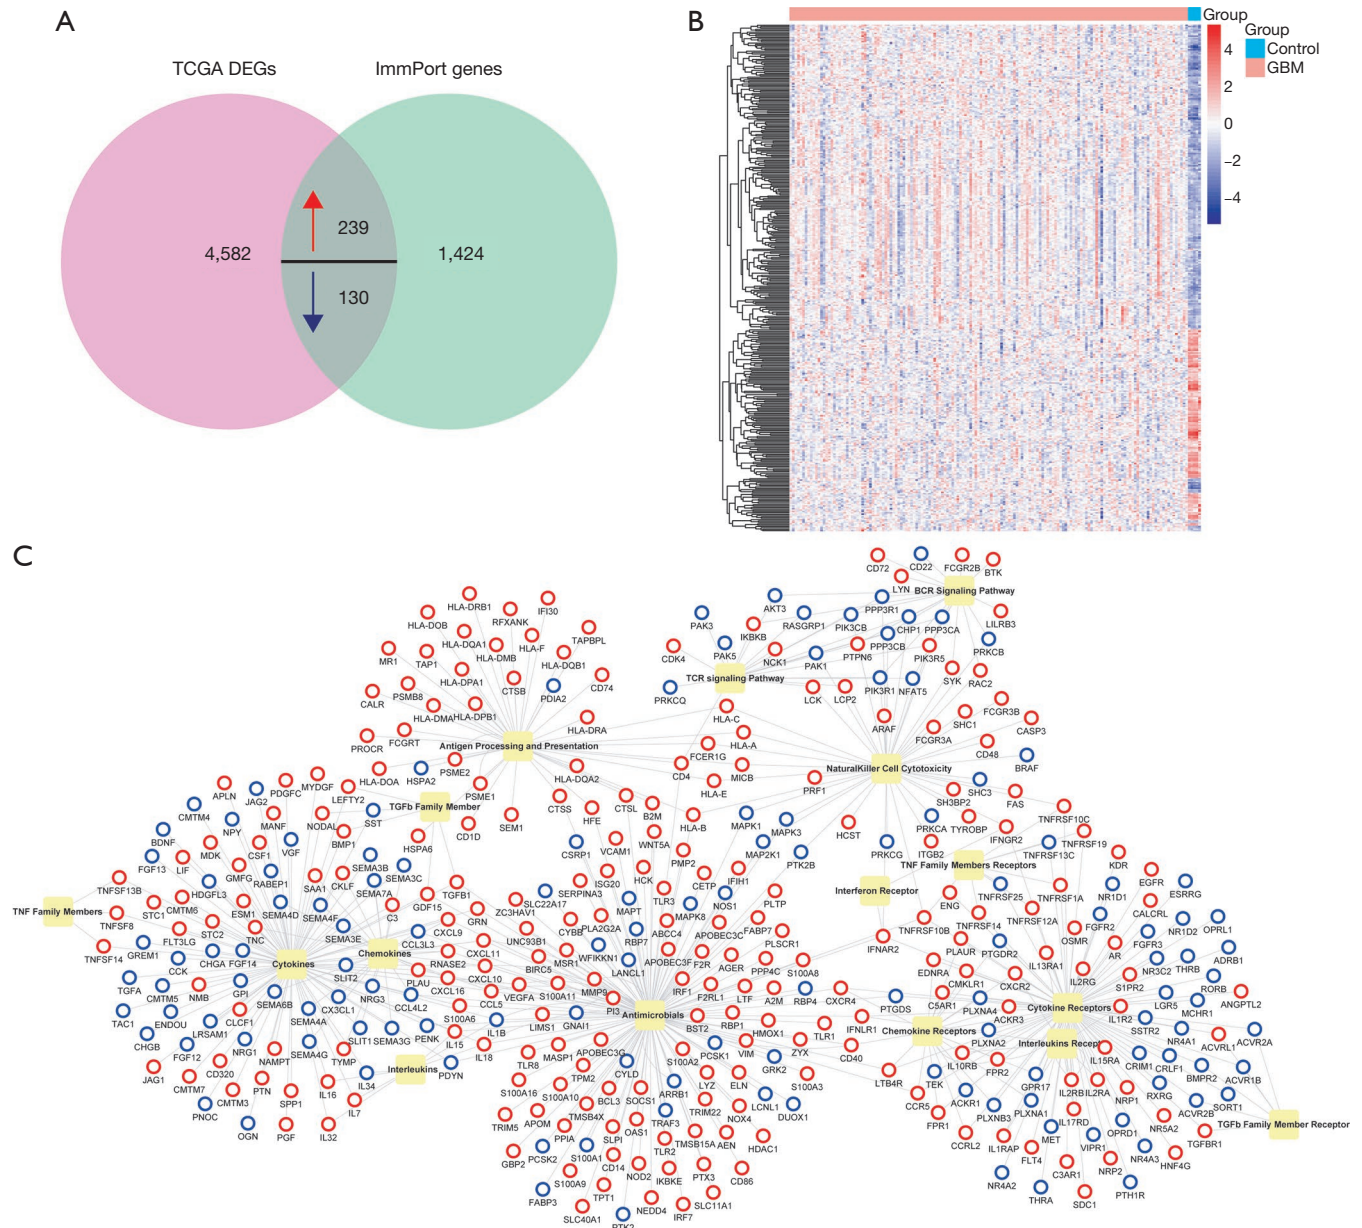 A
TCGA DEGs
ImmPort genes
4,582
239
130
1,424
B
Group
4
2
0
−2
−4
Group
Control
GBM
C
CD72
CD22
FCGR2B
BTK
LYN
BCR Signaling Pathway
LILRB3
PRKCB
AKT3
PPP3R1
PAK3
RASGRP1
PIK3CB
CHP1
PPP3CA
IKBKB
PAK5
PPP3CB
CDK4
NCK1
PAK1
PTPN6
PIK3R5
TCR signaling Pathway
PRKCQ
LCK
LCP2
PIK3R1
NFAT5
SYK
RAC2
HLA-DRB1
IFI30
HLA-DOB
RFXANK
TAPBPL
HLA-DQA1
HLA-F
MR1
TAP1
HLA-DMB
HLA-DQB1
HLA-DPA1
CTSB
PDIA2
CD74
CALR
PSMB8
HLA-DMA
HLA-DPB1
HLA-DRA
PROCR
FCGRT
Antigen Processing and Presentation
HLA-C
HLA-A
FCER1G
CD4
MICB
HLA-E
ARAF
FCGR3A
SHC1
FCGR3B
CASP3
CD48
NaturalKiller Cell Cytotoxicity
BRAF
SHC3
FAS
PRF1
SH3BP2
HLA-DOA
HSPA2
PSME2
PSME1
HLA-DQA2
TGFb Family Member
CD1D
SEM1
HSPA6
CTSS
HFE
CTSL
B2M
HLA-B
MAPK1
MAPK3
HCST
PRKCA
TYROBP
IFNGR2
TNFRSF10C
PRKCG
ITGB2
TNFRSF13C
TNFRSF19
TNF Family Members Receptors
MAP2K1
PTK2B
APLN
JAG2
PDGFC
MYDGF
LEFTY2
SST
CMTM4
NPY
MANF
NODAL
BMP1
BDNF
MDK
CSF1
VGF
FGF13
LIF
GMFG
RABEP1
SAA1
CKLF
SEMA3B
SEMA3C
SEMA7A
TNFSF13B
HDGFL3
TNF Family Members
STC1
CMTM6
ESM1
SEMA4D
SEMA4F
C3
TGFB1
GDF15
GRN
TNFSF8
STC2
TNC
SEMA3E
CXCL9
TNFSF14
GREM1
FLT3LG
CCK
CHGA
FGF14
Cytokines
Chemokines
CCL3L3
CXCL11
RNASE2
SLIT2
TGFA
CMTM5
NMB
GPI
NRG3
PLAU
CXCL10
CXCL16
CCL5
VEGFA
SEMA6B
CX3CL1
CCL4L2
S100A6
TAC1
ENDOU
CLCF1
SEMA4A
CHGB
LRSAM1
SLIT1
SEMA3G
PENK
IL15
IL1B
FGF12
NRG1
SEMA4G
TYMP
IL18
JAG1
CD320
NAMPT
Interleukins
PDYN
CMTM7
CMTM3
PTN
SPP1
IL16
IL34
IL7
PNOC
OGN
PGF
IL32
CSRP1
VCAM1
WNT5A
PMP2
ISG20
HCK
CETP
IFIH1
SERPINA3
TLR3
NOS1
PLTP
SLC22A17
MAPT
MAPK8
ZC3HAV1
CYBB
PLA2G2A
ABCC4
APOBEC3C
FABP7
UNC93B1
RBP7
PLSCR1
WFIKKN1
APOBEC3F
F2R
AGER
PPP4C
BIRC5
MSR1
LANCL1
S100A8
S100A11
MMP9
IRF1
F2RL1
LTF
A2M
RBP4
CXCR4
PI3
Antimicrobials
LIMS1
GNAI1
BST2
RBP1
HMOX1
TLR1
MASP1
APOBEC3G
VIM
ZYX
CD40
TLR8
S100A2
PCSK1
GRK2
S100A3
S100A16
TPM2
CYLD
LYZ
ELN
S100A10
ARRB1
LCNL1
DUOX1
BCL3
SOCS1
TRIM22
TRIM5
APOM
TMSB4X
TRAF3
NOX4
PPIA
OAS1
TMSB15A
AEN
HDAC1
GBP2
SLPI
TLR2
PCSK2
S100A1
CD14
PTX3
CD86
S100A9
NOD2
IKBKE
FABP3
TPT1
SLC11A1
SLC40A1
NEDD4
IRF7
PTK2
Interferon Receptor
IFNAR2
TNFRSF25
TNFRSF1A
ENG
TNFRSF12A
TNFRSF10B
TNFRSF14
NR1D1
KDR
EGFR
ESRRG
CALCRL
FGFR2
NR1D2
OPRL1
OSMR
FGFR3
AR
PLAUR
PTGDR2
IL13RA1
NR3C2
THRB
ADRB1
EDNRA
CMKLR1
CXCR2
IL2RG
S1PR2
RORB
C5AR1
LGR5
MCHR1
ANGPTL2
PTGDS
PLXNA4
Cytokine Receptors
IL1R2
IFNLR1
ACKR3
SSTR2
Chemokine Receptors
PLXNA2
NR4A1
ACVR2A
Interleukins Recept
ACVRL1
IL15RA
LTB4R
TEK
IL10RB
FPR2
CRIM1
CRLF1
ACVR1B
GPR17
BMPR2
CCR5
ACKR1
IL2RB
IL2RA
NRP1
RXRG
SORT1
FPR1
PLXNB3
PLXNA1
IL17RD
ACVR2B
NR5A2
TGFb Family Member Receptor
MET
OPRD1
TGFBR1
CCRL2
IL1RAP
VIPR1
NR4A3
HNF4G
FLT4
C3AR1
NRP2
NR4A2
THRA
SDC1
PTH1R